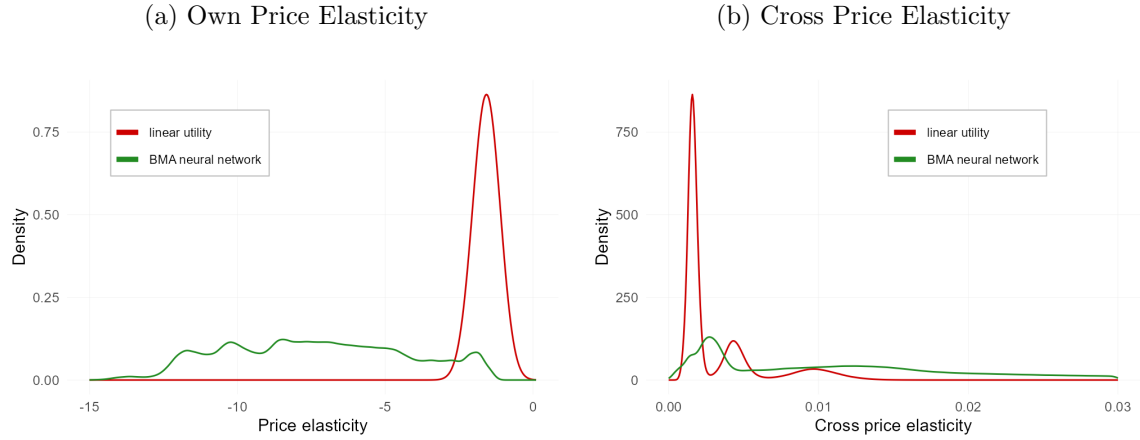 (a) Own Price Elasticity
0.75
0.50
0.25
0.00
Density
linear utility
BMA neural network
-15
-10
-5
0
Price elasticity
(b) Cross Price Elasticity
750
500
250
0
Density
linear utility
BMA neural network
0.00
0.01
0.02
0.03
Cross price elasticity